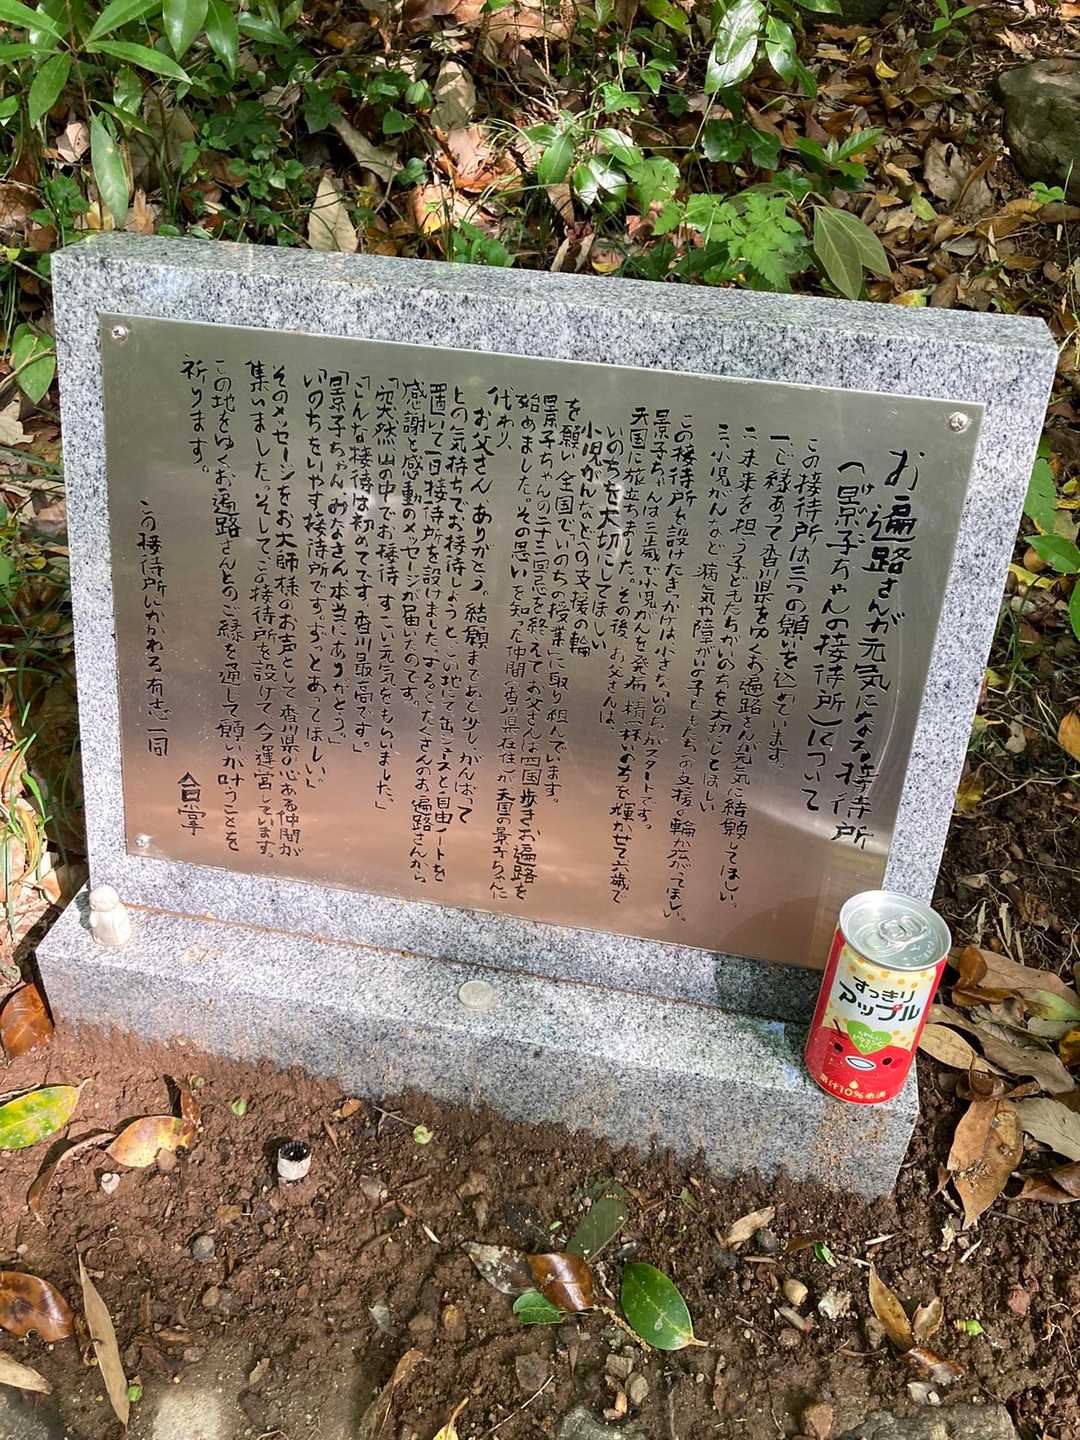 お遍路さんが元気になる接待所
(景子ちゃんの接待所)について
けい
この接待所は三つの願いを込めています。
一、ご縁あって香川県をゆくお遍路さんが元気に結願してほしい。
二、未来を担う子どもたちがいのちを大切にしてほしい
三、小児がんなど病気や障がいの子どもたちへの支援の輪が広がってほしい。
この接待所を設けたきっかけは小さな「いのち」がスタートです。
景子ちゃんは三歳で小児がんを発病、精一杯いのちを輝かせて六歳で
天国に旅立ちました。その後、お父さんは、
いのちを大切にしてほしい
小児がんなどの支援の輪
を願い、全国で「いのちの授業」に取り組んでいます。
景子ちゃんの二十三回忌を終えて、お父さんは四国歩きお遍路を
始めました。その思いを知った仲間(香川県在住)が天国の景子ちゃんに
代わり、
お父さん、ありがとう。結願まであと少し、がんばって
との気持ちでお接待しようと、この地にて缶ジュースと自由ノートを
置いて一日接待所を設けました。すると、たくさんのお遍路さんから
感謝と感動のメッセージが届いたのです。
「突然山の中でお接待、すごい元気をもらいました。」
「こんな接待は初めてです。香川最高です。」
「景子ちゃん、みなさん、本当にありがとう。」
「いのちをいやす接待所です。ずっとあってほしい。」
そのメッセージをお大師様のお声として香川県の心ある仲間が
集いました。そして、この接待所を設けて今運営しています。
この地をゆくお遍路さんとのご縁を通じて願いが叶うことを
祈ります。
この接待所にかかわる有志一同
合掌
すっきり
アップル
果汁10%未満